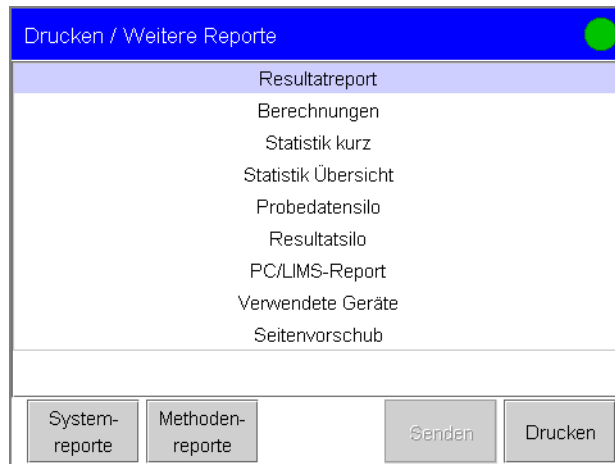 Drucken / Weitere Reporte
Resultatreport
Berechnungen
Statistik kurz
Statistik Übersicht
Probedatensilo
Resultatsilo
PC/LIMS-Report
Verwendete Geräte
Seitenvorschub
System-
reporte
Methoden-
reporte
Senden
Drucken